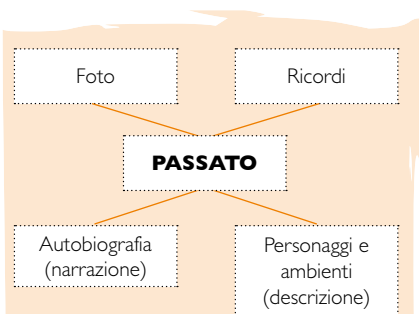 Foto
Ricordi
PASSATO
Autobiografia
(narrazione)
Personaggi e
ambienti
(descrizione)